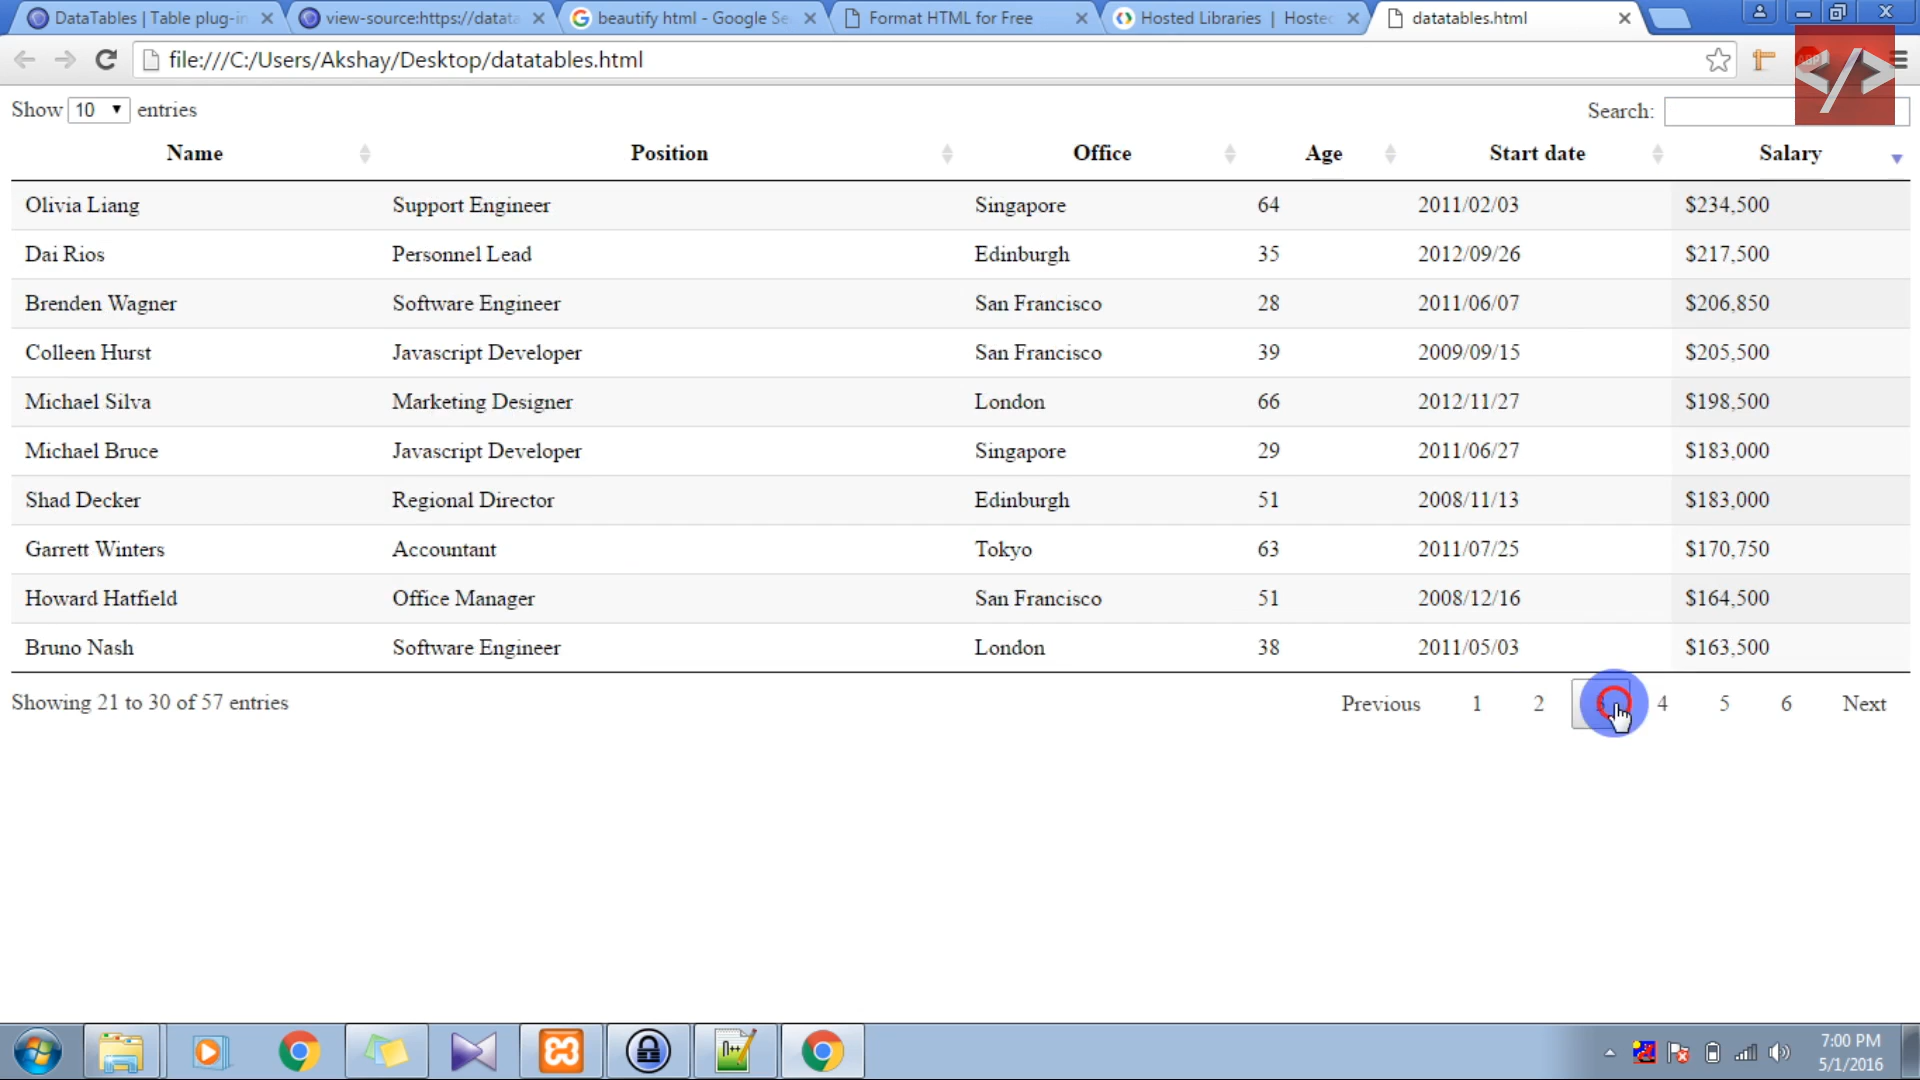 DataTables | Table plug-in
view-source:https://datata
beautify html - Google Se
Format HTML for Free
Hosted Libraries | Hosted
datatables.html
file:///C:/Users/Akshay/Desktop/datatables.html
ABP
</>
Show 10 entries
Search:
Name Position Office Age Start date Salary
Olivia Liang Support Engineer Singapore 64 2011/02/03 $234,500
Dai Rios Personnel Lead Edinburgh 35 2012/09/26 $217,500
Brenden Wagner Software Engineer San Francisco 28 2011/06/07 $206,850
Colleen Hurst Javascript Developer San Francisco 39 2009/09/15 $205,500
Michael Silva Marketing Designer London 66 2012/11/27 $198,500
Michael Bruce Javascript Developer Singapore 29 2011/06/27 $183,000
Shad Decker Regional Director Edinburgh 51 2008/11/13 $183,000
Garrett Winters Accountant Tokyo 63 2011/07/25 $170,750
Howard Hatfield Office Manager San Francisco 51 2008/12/16 $164,500
Bruno Nash Software Engineer London 38 2011/05/03 $163,500
Showing 21 to 30 of 57 entries
Previous 1 2 3 4 5 6 Next
7:00 PM
5/1/2016